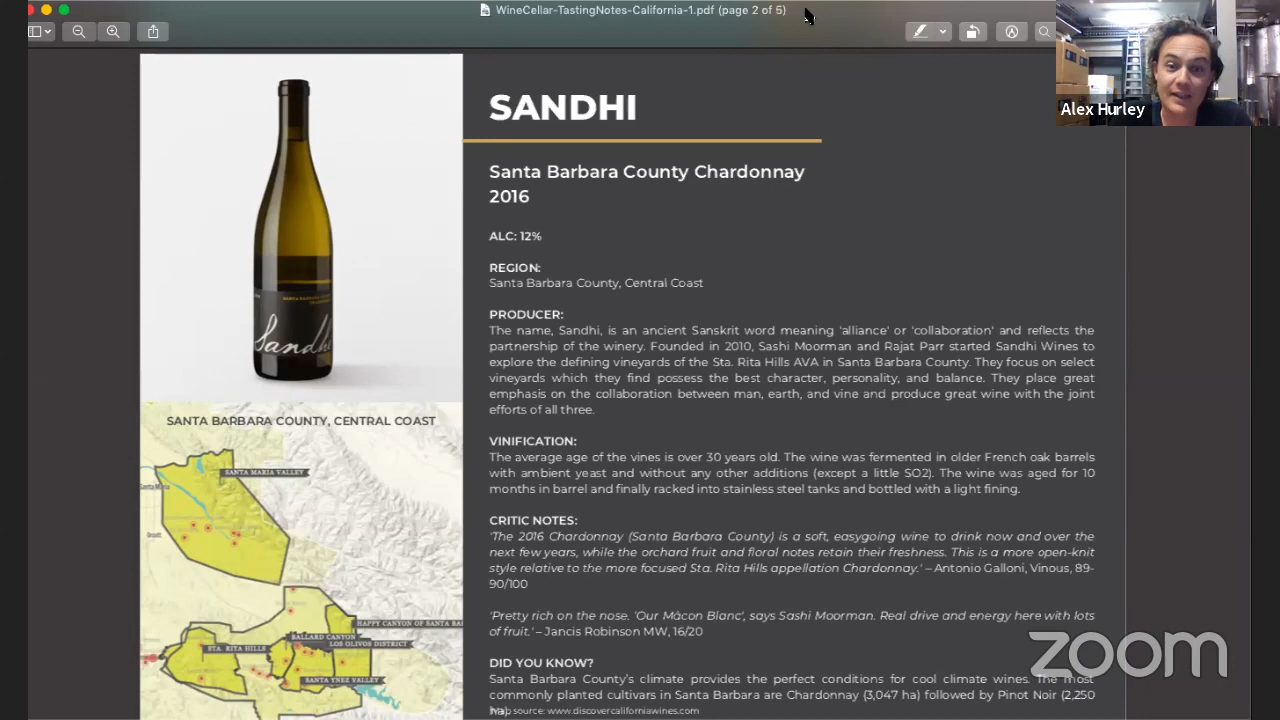 WineCellar-TastingNotes-California-1.pdf (page 2 of 5)
Alex Hurley
SANDHI
Santa Barbara County Chardonnay
2016
ALC: 12%
REGION:
Santa Barbara County, Central Coast
PRODUCER:
The name, Sandhi, is an ancient Sanskrit word meaning 'alliance' or 'collaboration' and reflects the
partnership of the winery. Founded in 2010, Sashi Moorman and Rajat Parr started Sandhi Wines to
explore the defining vineyards of the Sta. Rita Hills AVA in Santa Barbara County. They focus on select
vineyards which they find possess the best character, personality, and balance. They place great
emphasis on the collaboration between man, earth, and vine and produce great wine with the joint
efforts of all three.
VINIFICATION:
The average age of the vines is over 30 years old. The wine was fermented in older French oak barrels
with ambient yeast and without any other additions (except a little SO2). The wine was aged for 10
months in barrel and finally racked into stainless steel tanks and bottled with a light fining.
CRITIC NOTES:
'The 2016 Chardonnay (Santa Barbara County) is a soft, easygoing wine to drink now and over the
next few years, while the orchard fruit and floral notes retain their freshness. This is a more open-knit
style relative to the more focused Sta. Rita Hills appellation Chardonnay.' – Antonio Galloni, Vinous, 89-
90/100
'Pretty rich on the nose. 'Our Mâcon Blanc', says Sashi Moorman. Real drive and energy here with lots
of fruit.' – Jancis Robinson MW, 16/20
DID YOU KNOW?
Santa Barbara County's climate provides the perfect conditions for cool climate wines. The most
commonly planted cultivars in Santa Barbara are Chardonnay (3,047 ha) followed by Pinot Noir (2,250
ha).
source: www.discovercaliforniawines.com
Sandhi
SANTA BARBARA COUNTY, CENTRAL COAST
SANTA MARIA VALLEY
Santa Maria
HAPPY CANYON OF SANTA BA
BALLARD CANYON
LOS OLIVOS DISTRICT
STA. RITA HILLS
SANTA YNEZ VALLEY
zoom